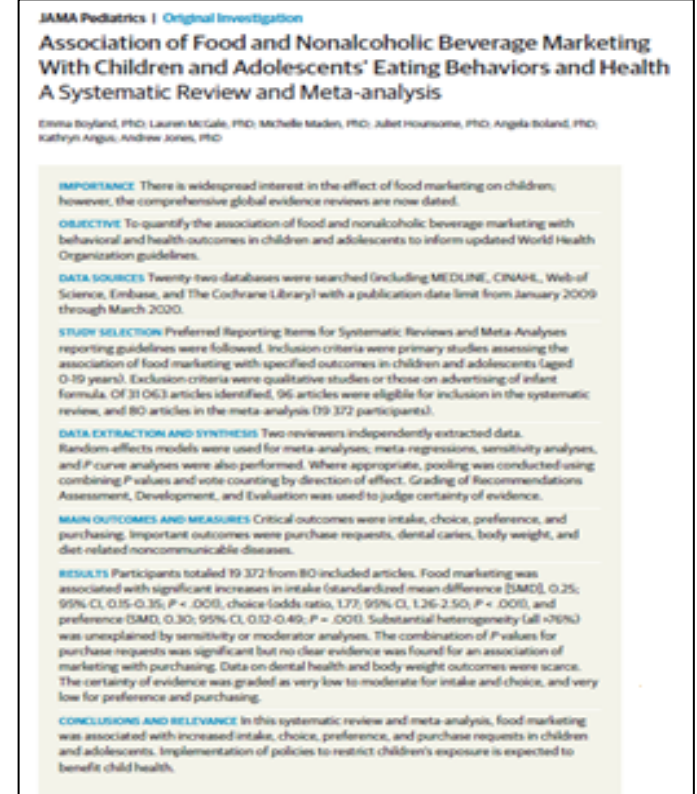 JAMA Pediatrics | Original Investigation
Association of Food and Nonalcoholic Beverage Marketing
With Children and Adolescents' Eating Behaviors and Health
A Systematic Review and Meta-analysis
Emma Boyland, PhD; Lauren McGale, PhD; Michelle Maden, PhD; Juliet Hounsome, PhD; Angela Boland, PhD;
Kathryn Angus; Andrew Jones, PhD
IMPORTANCE There is widespread interest in the effect of food marketing on children;
however, the comprehensive global evidence reviews are now dated.
OBJECTIVE To quantify the association of food and nonalcoholic beverage marketing with
behavioral and health outcomes in children and adolescents to inform updated World Health
Organization guidelines.
DATA SOURCES Twenty-two databases were searched (including MEDLINE, CINAHL, Web of
Science, Embase, and The Cochrane Library) with a publication date limit from January 2009
through March 2020.
STUDY SELECTION Preferred Reporting Items for Systematic Reviews and Meta-Analyses
reporting guidelines were followed. Inclusion criteria were primary studies assessing the
association of food marketing with specified outcomes in children and adolescents (aged
0-19 years). Exclusion criteria were qualitative studies or those on advertising of infant
formula. Of 31 063 articles identified, 96 articles were eligible for inclusion in the systematic
review, and 80 articles in the meta-analysis (19 372 participants).
DATA EXTRACTION AND SYNTHESIS Two reviewers independently extracted data.
Random-effects models were used for meta-analyses; meta-regressions, sensitivity analyses,
and P curve analyses were also performed. Where appropriate, pooling was conducted using
combining P values and vote counting by direction of effect. Grading of Recommendations
Assessment, Development, and Evaluation was used to judge certainty of evidence.
MAIN OUTCOMES AND MEASURES Critical outcomes were intake, choice, preference, and
purchasing. Important outcomes were purchase requests, dental caries, body weight, and
diet-related noncommunicable diseases.
RESULTS Participants totaled 19 372 from 80 included articles. Food marketing was
associated with significant increases in intake (standardized mean difference [SMD], 0.25;
95% CI, 0.15-0.35; P < .001), choice (odds ratio, 1.77; 95% CI, 1.26-2.50; P < .001), and
preference (SMD, 0.30; 95% CI, 0.12-0.49; P = .001). Substantial heterogeneity (all >76%)
was unexplained by sensitivity or moderator analyses. The combination of P values for
purchase requests was significant but no clear evidence was found for an association of
marketing with purchasing. Data on dental health and body weight outcomes were scarce.
The certainty of evidence was graded as very low to moderate for intake and choice, and very
low for preference and purchasing.
CONCLUSIONS AND RELEVANCE In this systematic review and meta-analysis, food marketing
was associated with increased intake, choice, preference, and purchase requests in children
and adolescents. Implementation of policies to restrict children's exposure is expected to
benefit child health.